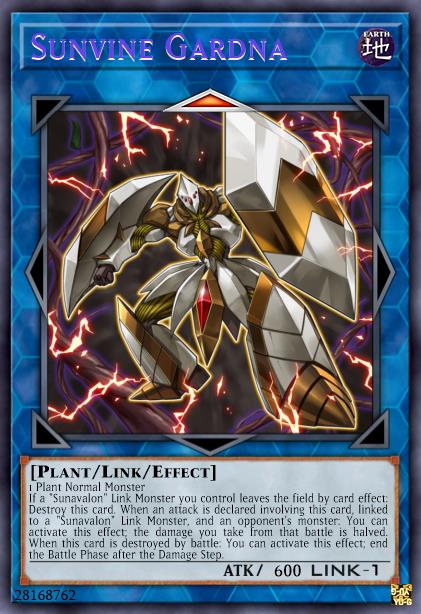 Sunvine Gardna
EARTH
地
[Plant/Link/Effect]
1 Plant Normal Monster
If a "Sunavalon" Link Monster you control leaves the field by card effect:
Destroy this card. When an attack is declared involving this card, linked
to a "Sunavalon" Link Monster, and an opponent's monster: You can
activate this effect; the damage you take from that battle is halved.
When this card is destroyed by battle: You can activate this effect; end
the Battle Phase after the Damage Step.
ATK/ 600 LINK-1
28168762